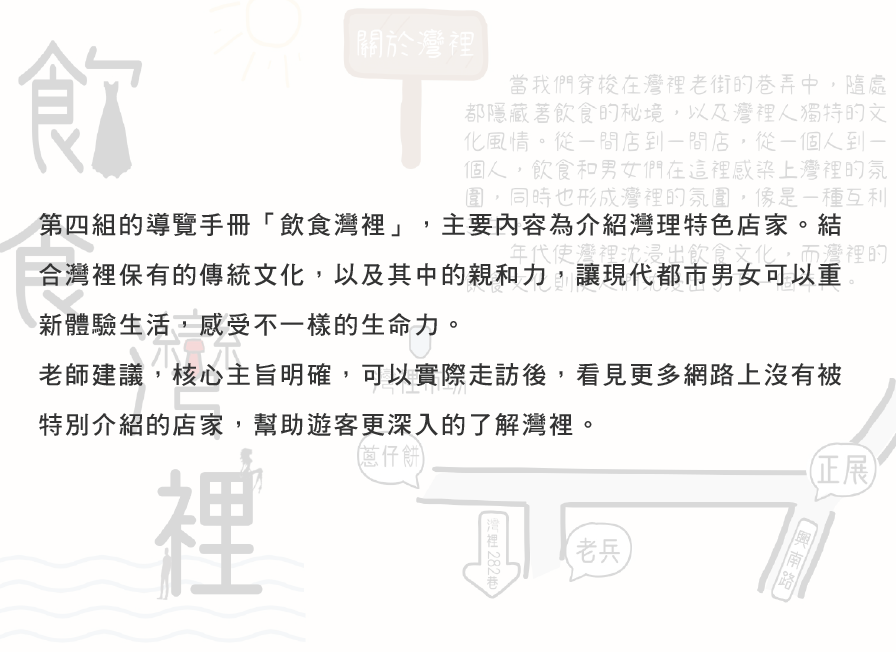 飲食灣裡
關於灣裡
當我們穿梭在灣裡老街的巷弄中，隨處
都隱藏著飲食的秘境，以及灣裡人獨特的文
化風情。從一間店到一間店，從一個人到一
個人，飲食和男女們在這裡感染上灣裡的氛
圍，同時也形成灣裡的氛圍，像是一種互利
第四組的導覽手冊「飲食灣裡」，主要內容為介紹灣理特色店家。結
合灣裡保有的傳統文化，以及其中的親和力，讓現代都市男女可以重
新體驗生活，感受不一樣的生命力。
老師建議，核心主旨明確，可以實際走訪後，看見更多網路上沒有被
特別介紹的店家，幫助遊客更深入的了解灣裡。
年代使灣裡沈浸出飲食文化，而灣裡的
灣裡市場
蔥仔餅
正展
老兵
灣裡282巷
興南路